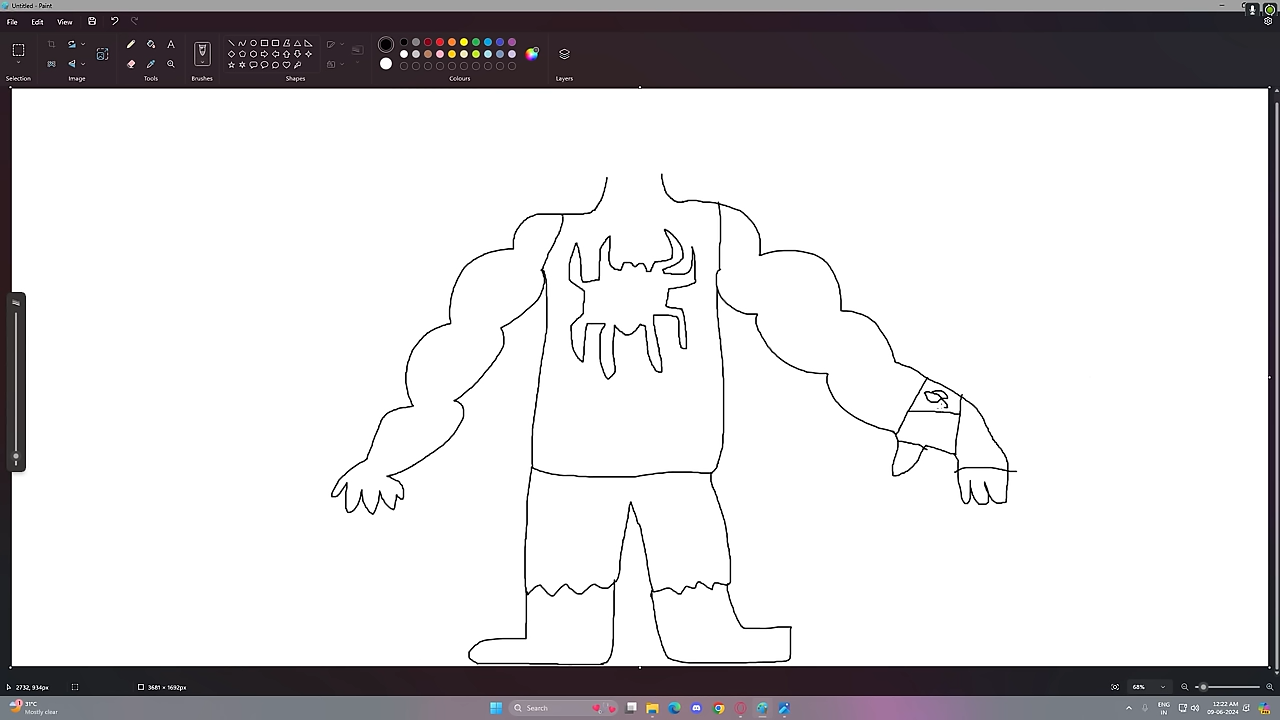 Untitled - Paint
File Edit View
Selection Image Tools Brushes Shapes Colours Layers
2732, 934px 3681 × 1692px 68%
31°C
Mostly clear
Search
ENG
IN
12:22 AM
09-06-2024